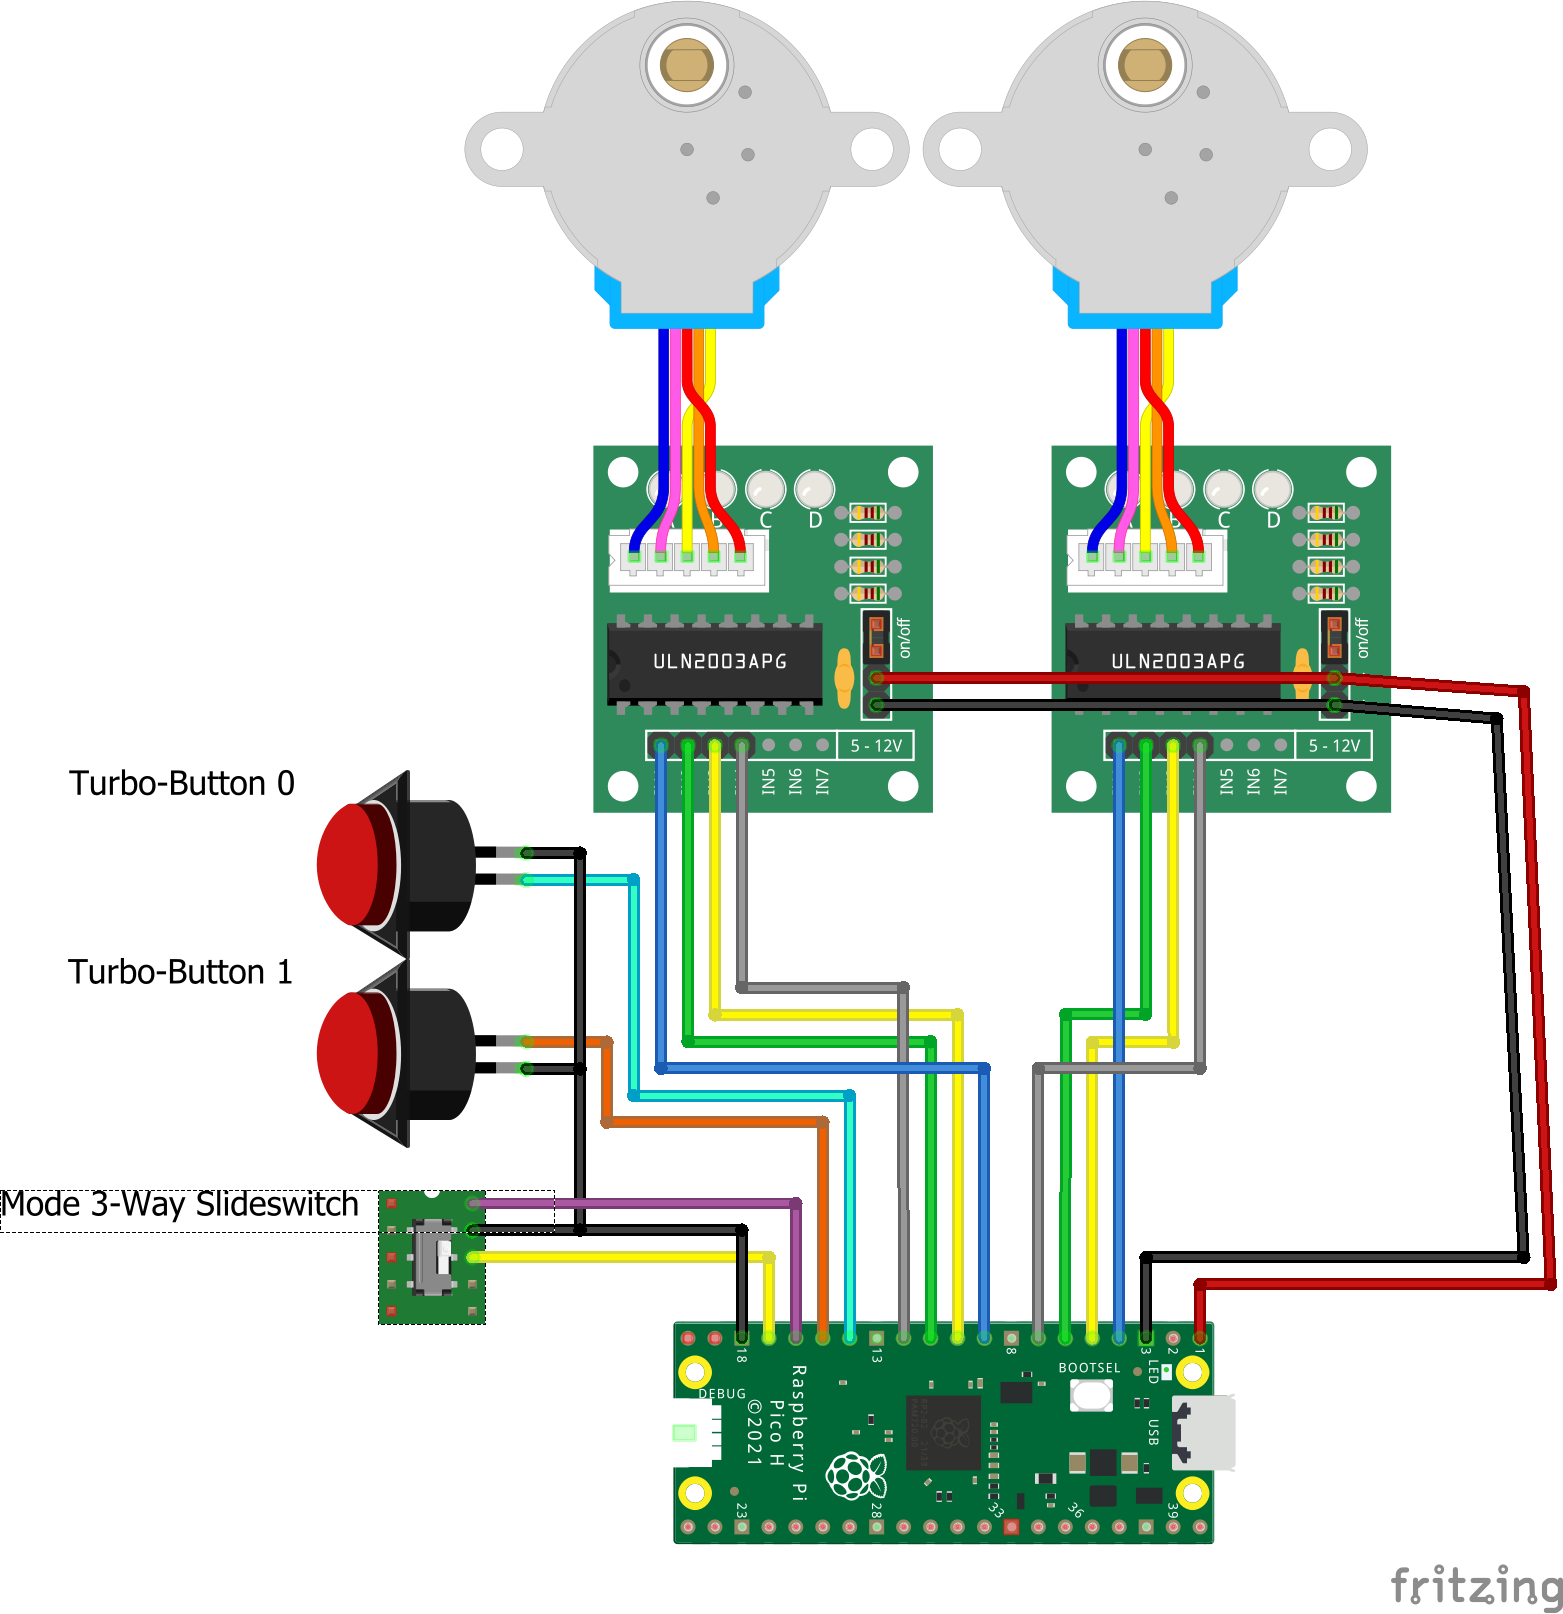 A
B
C
D
A
B
C
D
on/off
on/off
ULN2003APG
ULN2003APG
5 - 12V
5 - 12V
IN5
IN6
IN7
IN5
IN6
IN7
Turbo-Button 0
Turbo-Button 1
Mode 3-Way Slideswitch
18
13
8
3
2
1
LED
BOOTSEL
DEBUG
USB
Raspberry Pi
Pico H
©2021
23
28
33
36
39
fritzing